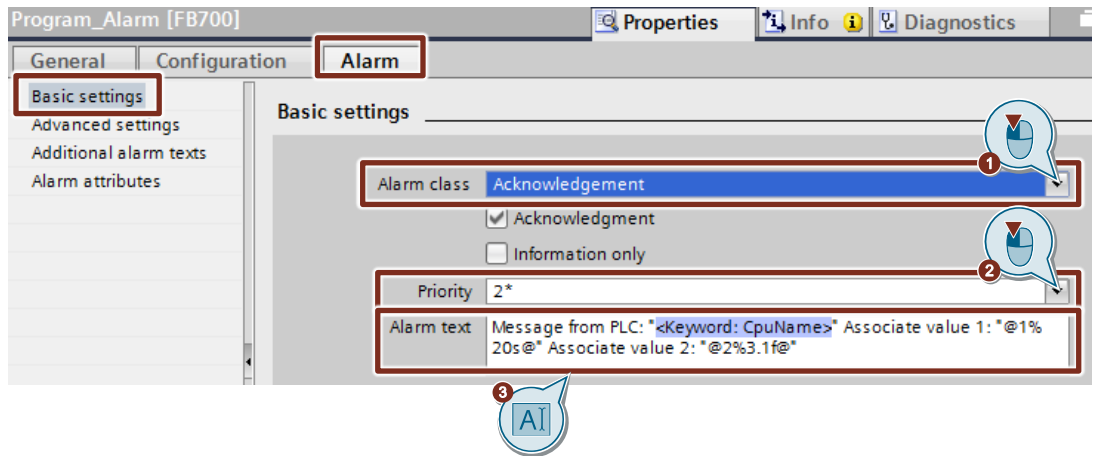 Program_Alarm [FB700]
Properties
Info
Diagnostics
General
Configuration
Alarm
Basic settings
Advanced settings
Additional alarm texts
Alarm attributes
Basic settings
1
Alarm class
Acknowledgement
Acknowledgment
Information only
2
Priority
2*
Alarm text
Message from PLC: "<Keyword: CpuName>" Associate value 1: "@1%
20s@" Associate value 2: "@2%3.1f@"
3
A